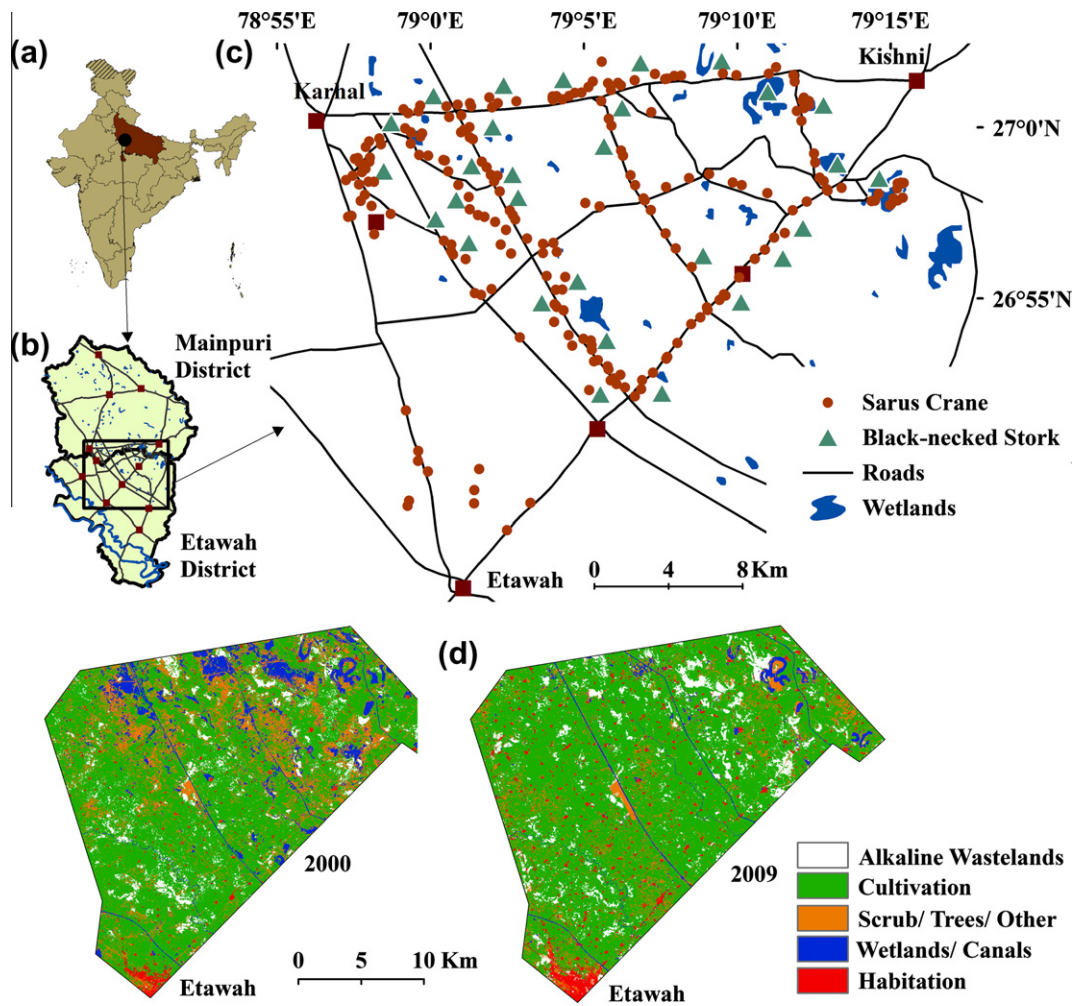 78°55'E 79°0'E 79°5'E 79°10'E 79°15'E
(a)
(c)
Kishni
Karhal
27°0'N
26°55'N
(b)
Mainpuri
District
Sarus Crane
Black-necked Stork
Roads
Wetlands
Etawah
District
Etawah
0 4 8 Km
(d)
2000
2009
Alkaline Wastelands
Cultivation
Scrub/ Trees/ Other
Wetlands/ Canals
Habitation
0 5 10 Km
Etawah
Etawah